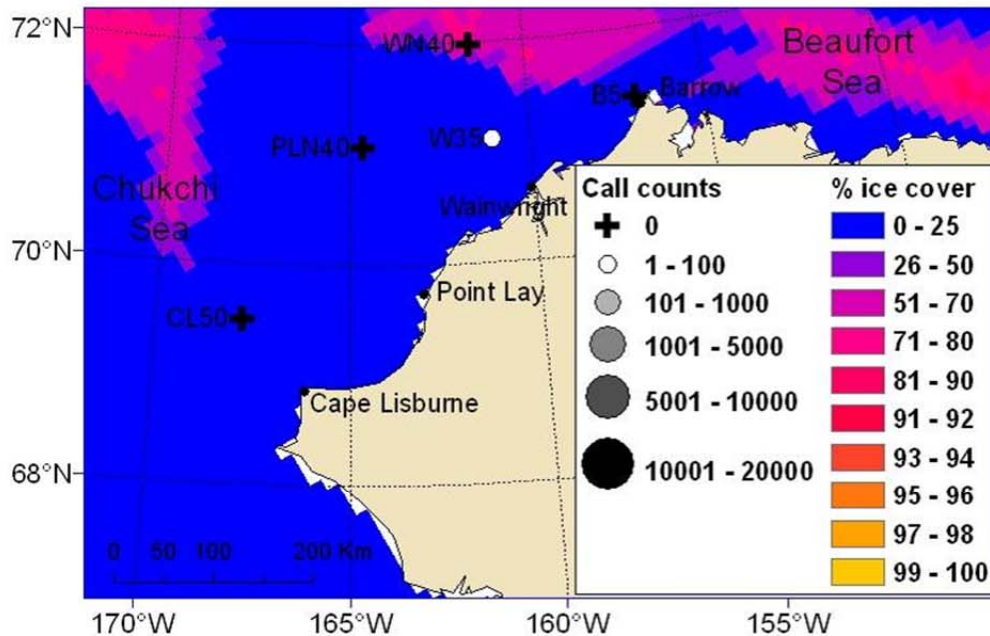 72°N
WN40
Beaufort
Sea
B5
Barrow
PLN40
W35
Chukchi
Sea
Wainwright
70°N
Point Lay
CL50
Cape Lisburne
68°N
0 50 100 200 Km
Call counts
0
1 - 100
101 - 1000
1001 - 5000
5001 - 10000
10001 - 20000
% ice cover
0 - 25
26 - 50
51 - 70
71 - 80
81 - 90
91 - 92
93 - 94
95 - 96
97 - 98
99 - 100
170°W 165°W 160°W 155°W